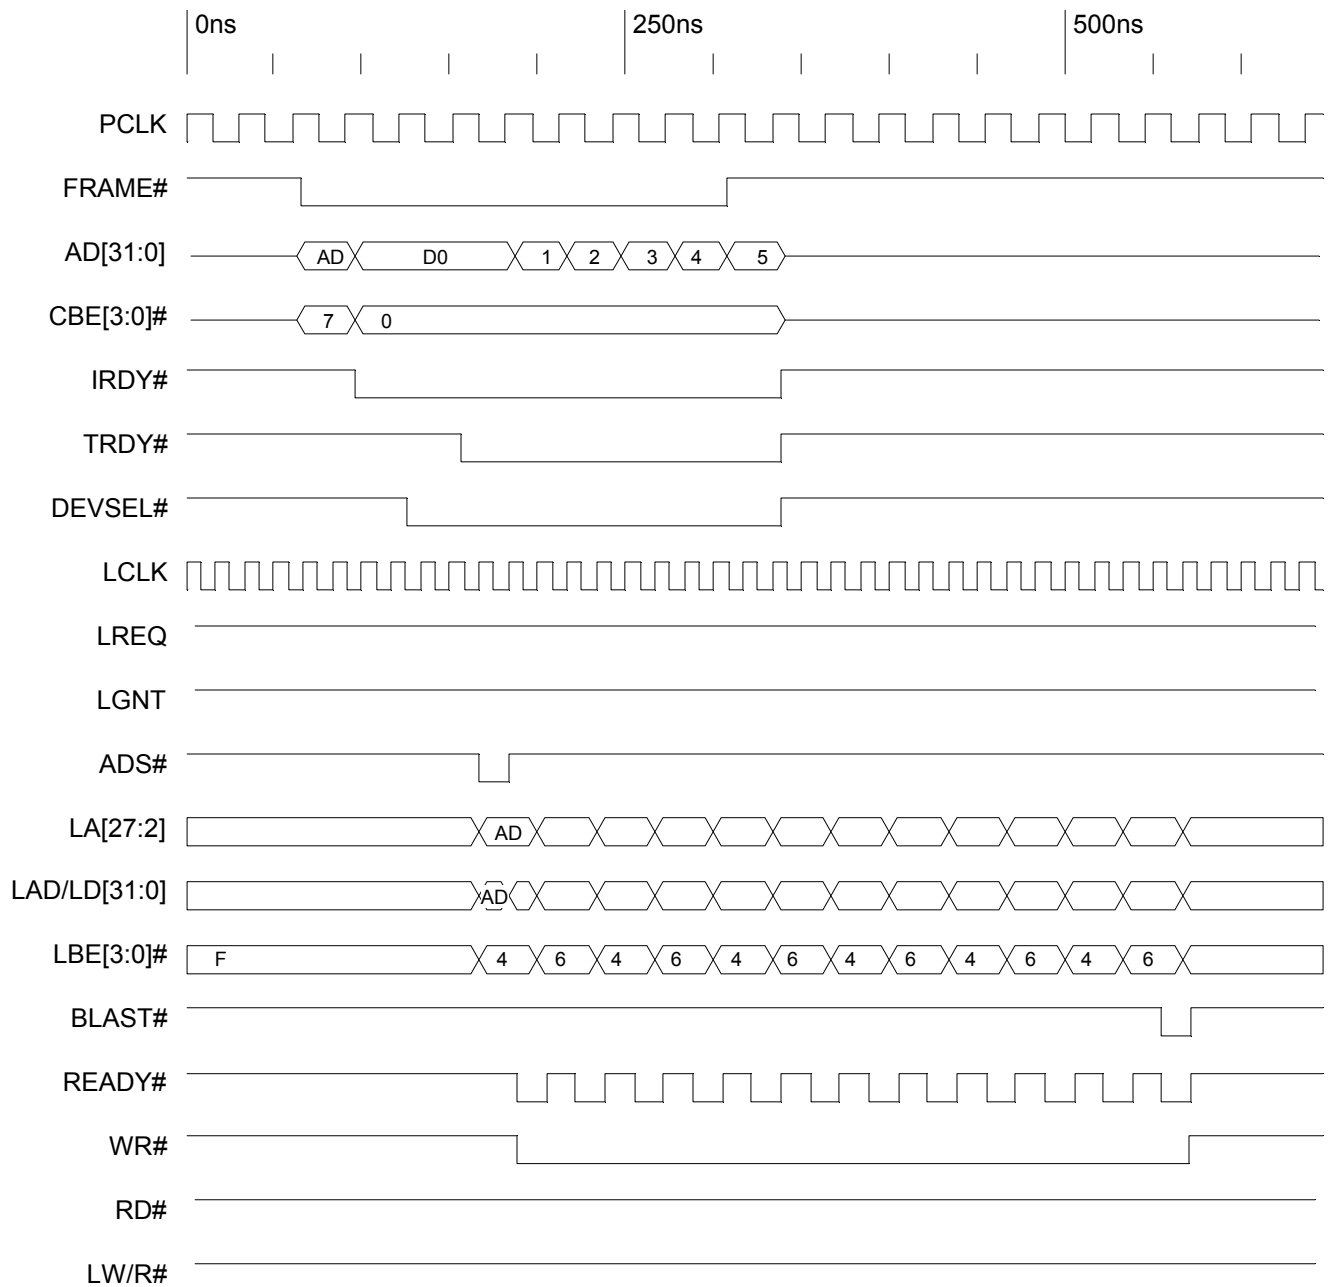 0ns 250ns 500ns
PCLK
FRAME#
AD[31:0] AD D0 1 2 3 4 5
CBE[3:0]# 7 0
IRDY#
TRDY#
DEVSEL#
LCLK
LREQ
LGNT
ADS#
LA[27:2] AD
LAD/LD[31:0] AD
LBE[3:0]# F 4 6 4 6 4 6 4 6 4 6 4 6
BLAST#
READY#
WR#
RD#
LW/R#